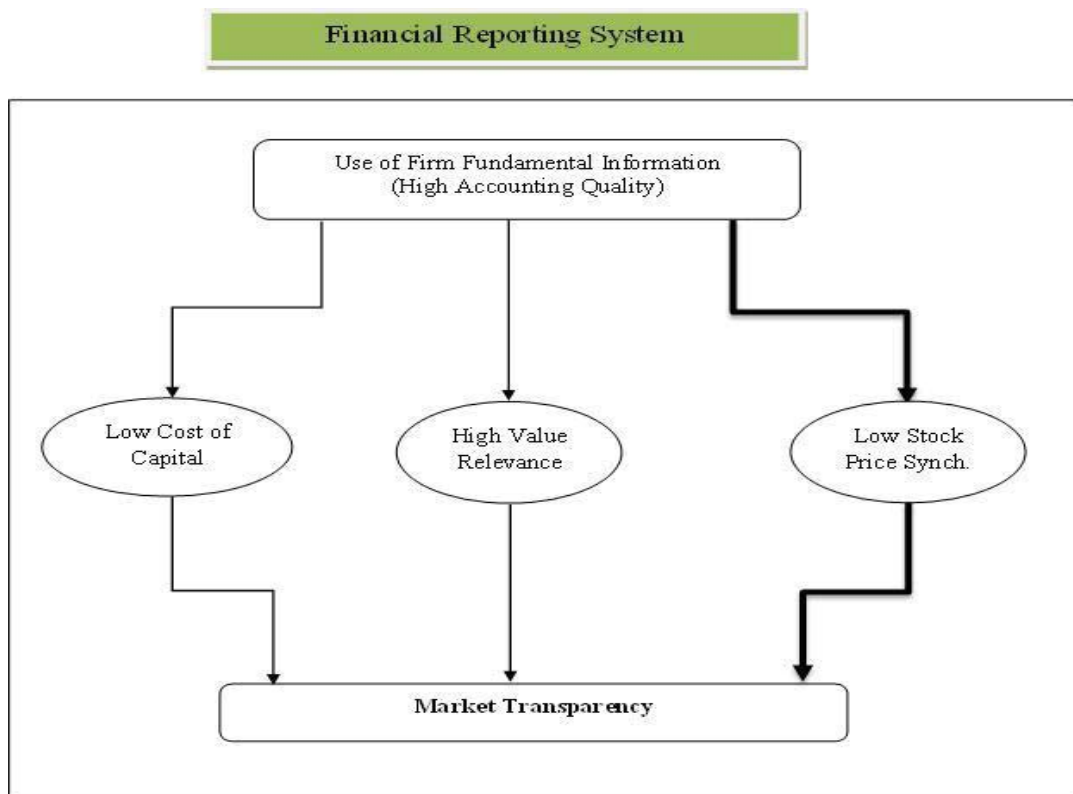 Financial Reporting System
Use of Firm Fundamental Information
(High Accounting Quality)
Low Cost of
Capital
High Value
Relevance
Low Stock
Price Synch.
Market Transparency